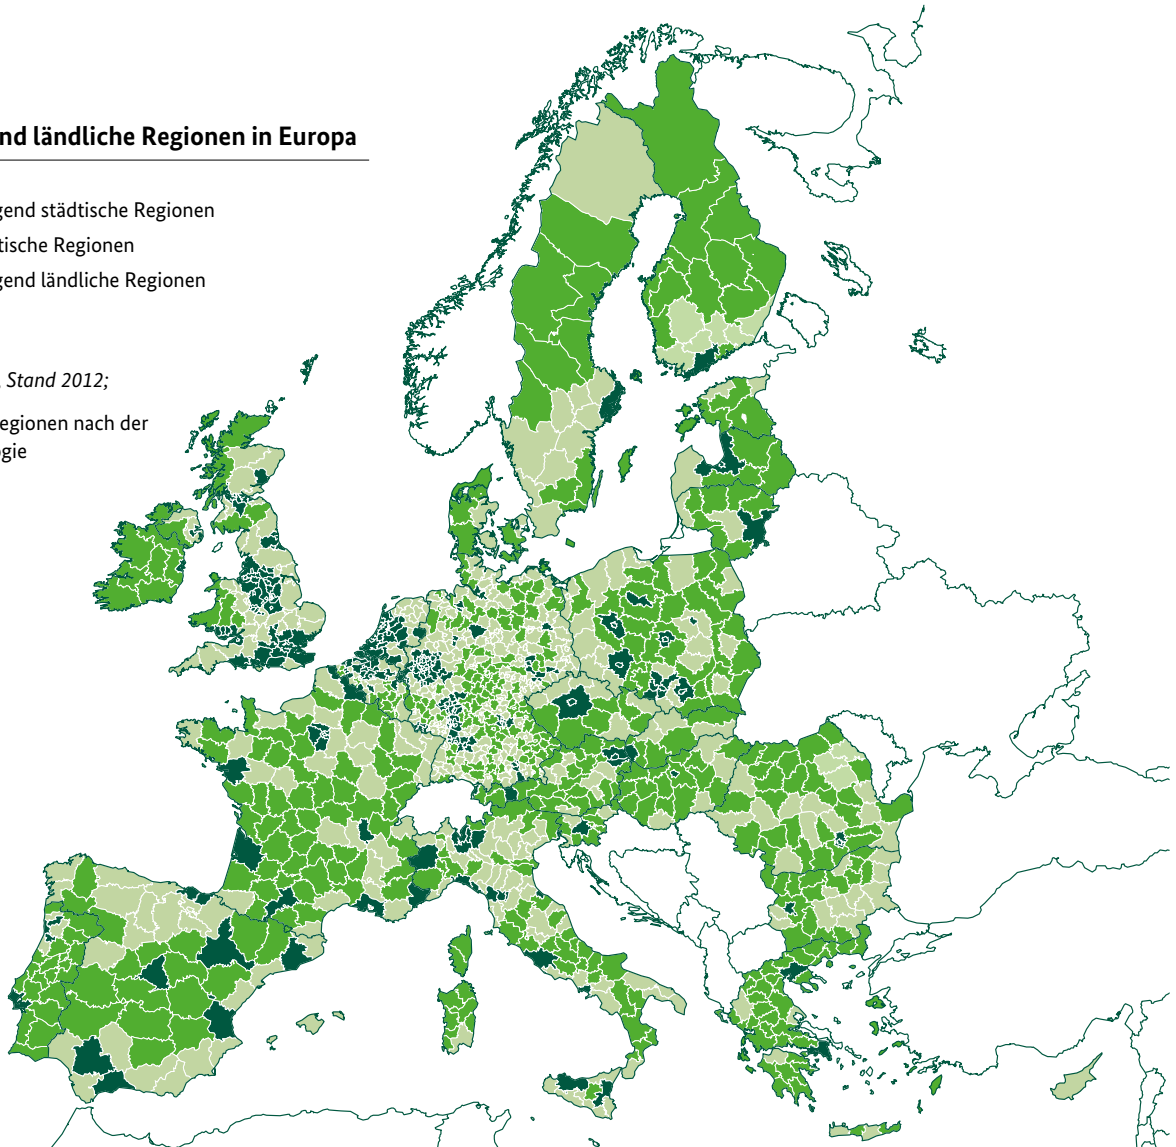 nd ländliche Regionen in Europa
gend städtische Regionen
tische Regionen
gend ländliche Regionen
, Stand 2012;
egionen nach der
gie